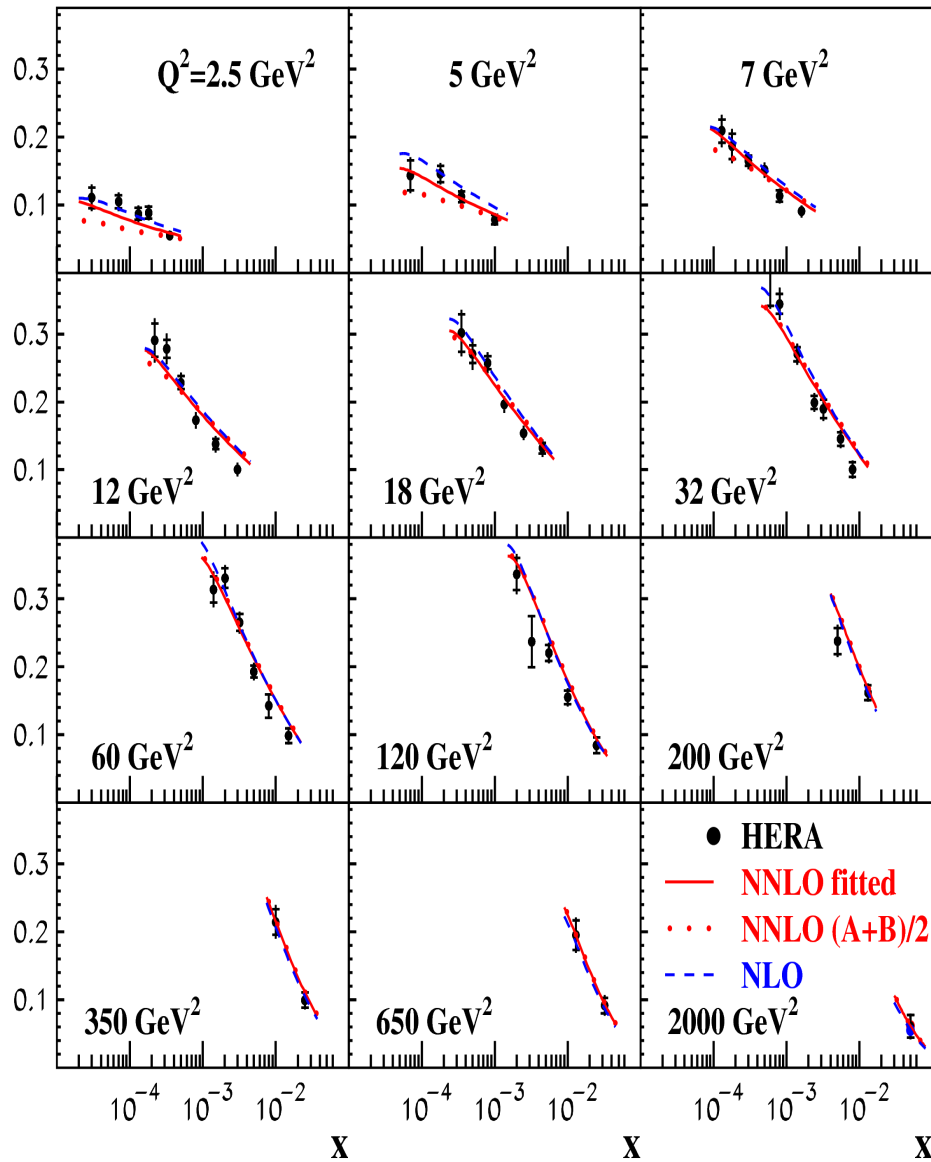 0.3
0.2
0.1
Q²=2.5 GeV²
5 GeV²
7 GeV²
0.3
0.2
0.1
12 GeV²
18 GeV²
32 GeV²
0.3
0.2
0.1
60 GeV²
120 GeV²
200 GeV²
0.3
0.2
0.1
350 GeV²
650 GeV²
2000 GeV²
HERA
NNLO fitted
NNLO (A+B)/2
NLO
10⁻⁴ 10⁻³ 10⁻² 10⁻⁴ 10⁻³ 10⁻² 10⁻⁴ 10⁻³ 10⁻²
x x x